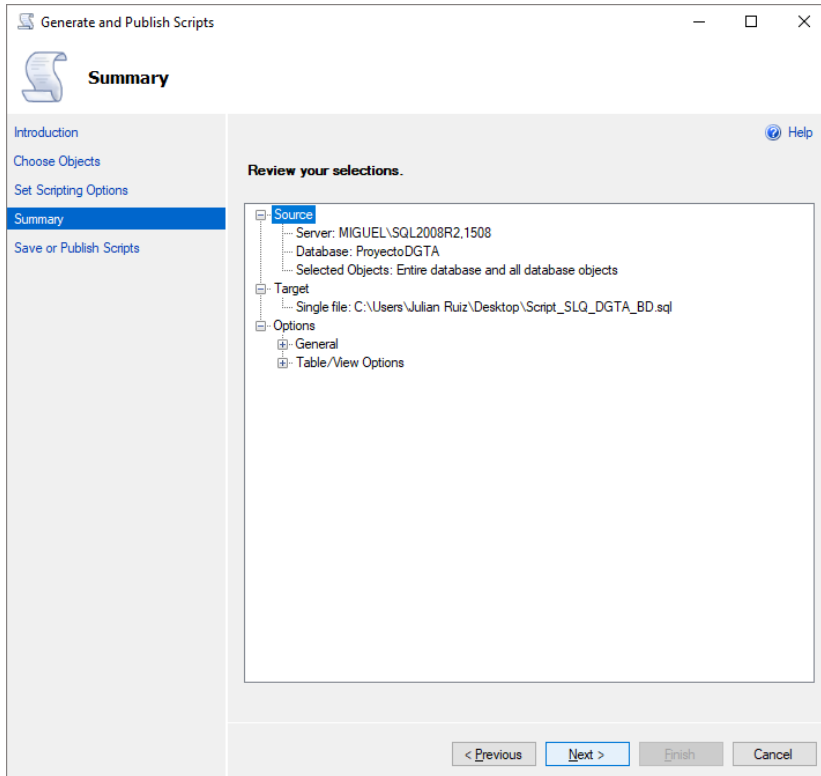 Generate and Publish Scripts
Summary
Introduction
Choose Objects
Set Scripting Options
Summary
Save or Publish Scripts
Help
Review your selections.
Source
Server: MIGUEL\SQL2008R2,1508
Database: ProyectoDGTA
Selected Objects: Entire database and all database objects
Target
Single file: C:\Users\Julian Ruiz\Desktop\Script_SLQ_DGTA_BD.sql
Options
General
Table/View Options
< Previous
Next >
Finish
Cancel